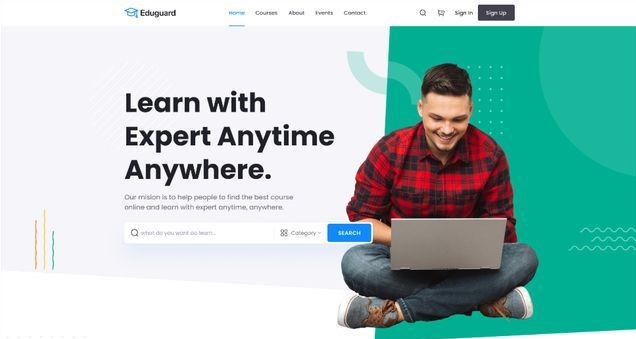 Eduguard
Home Courses About Events Contact Sign In Sign Up
Learn with
Expert Anytime
Anywhere.
Our mision is to help people to find the best course
online and learn with expert anytime, anywhere.
what do you want oo learn... Category SEARCH